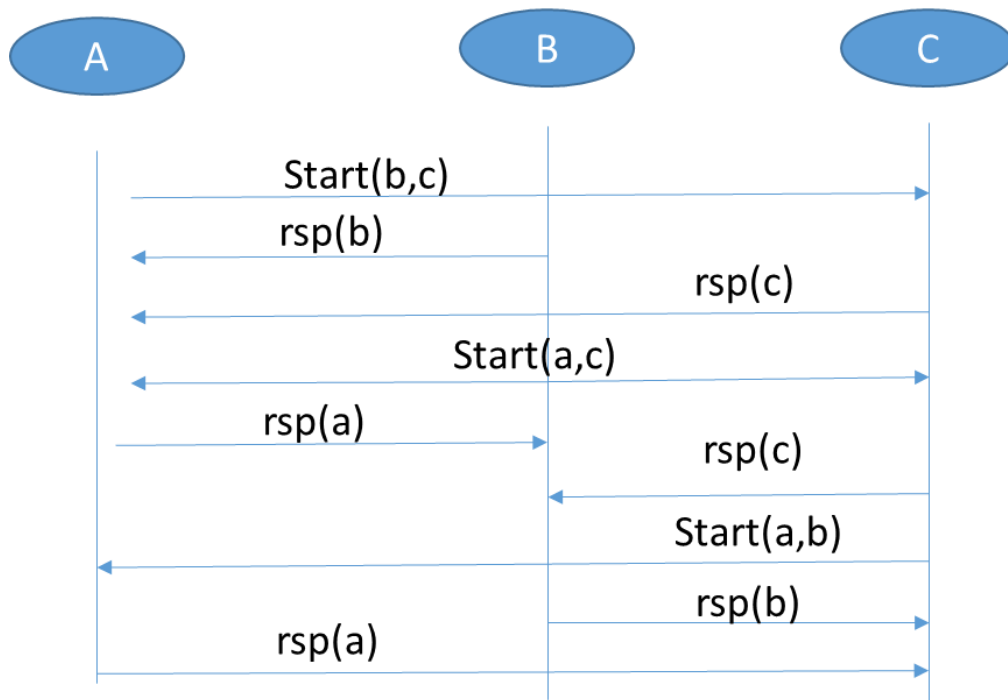 A
B
C
Start(b,c)
rsp(b)
rsp(c)
Start(a,c)
rsp(a)
rsp(c)
Start(a,b)
rsp(b)
rsp(a)